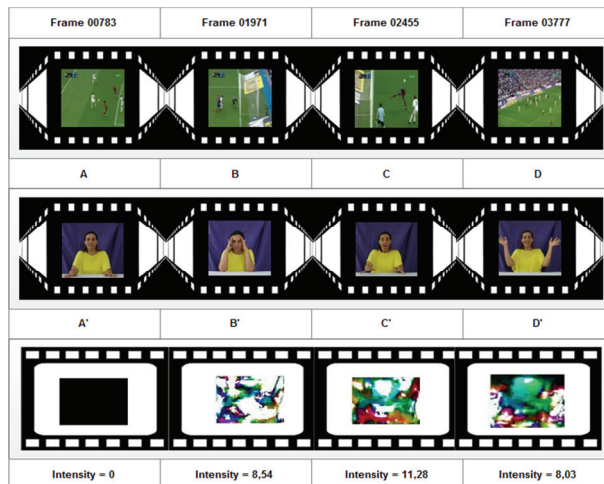 Frame 00783 Frame 01971 Frame 02455 Frame 03777
A B C D
A' B' C' D'
Intensity = 0 Intensity = 8,54 Intensity = 11,28 Intensity = 8,03